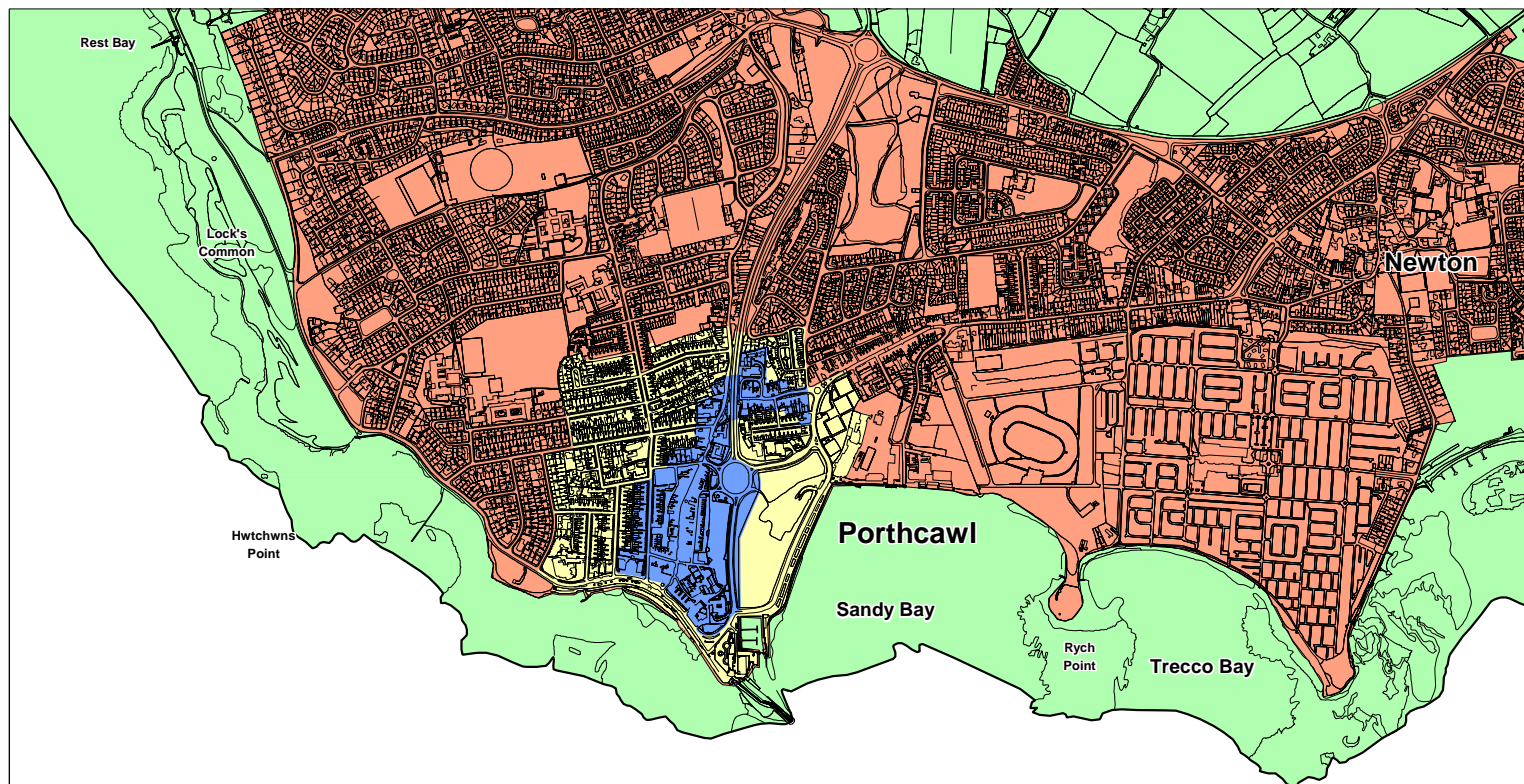 Rest Bay
Lock's
Common
Newton
Hwtchwns
Point
Porthcawl
Sandy Bay
Rych
Point
Trecco Bay